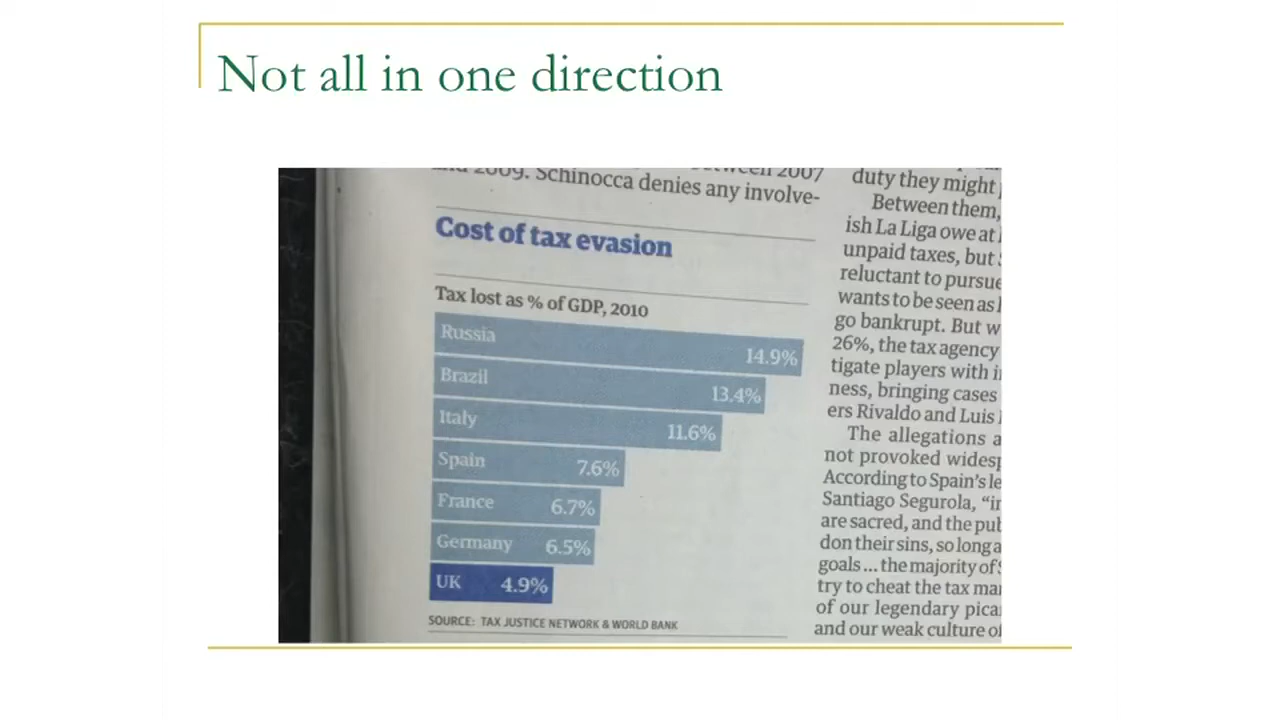 Not all in one direction
2009. Schinocca denies any involve-
Cost of tax evasion
Tax lost as % of GDP, 2010
Russia 14.9%
Brazil 13.4%
Italy 11.6%
Spain 7.6%
France 6.7%
Germany 6.5%
UK 4.9%
SOURCE: TAX JUSTICE NETWORK & WORLD BANK
duty they might
Between them,
ish La Liga owe at
unpaid taxes, but
reluctant to pursue
wants to be seen as
go bankrupt. But w
26%, the tax agency
tigate players with i
ness, bringing cases
ers Rivaldo and Luis
The allegations a
not provoked widesp
According to Spain's le
Santiago Segurola, “ir
are sacred, and the pub
don their sins, so long a
goals ... the majority of
try to cheat the tax ma
of our legendary pica
and our weak culture of